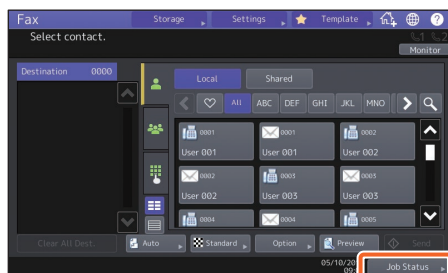 Fax Storage Settings Template
Select contact.
Monitor
Destination 0000
Local Shared
All ABC DEF GHI JKL MNO
0001 0001 0002
User 001 User 001 User 002
0002 0003 0003
User 002 User 003 User 003
0004 0004 0005
Clear All Dest. Auto Standard Option Preview Send
05/10/20
Job Status